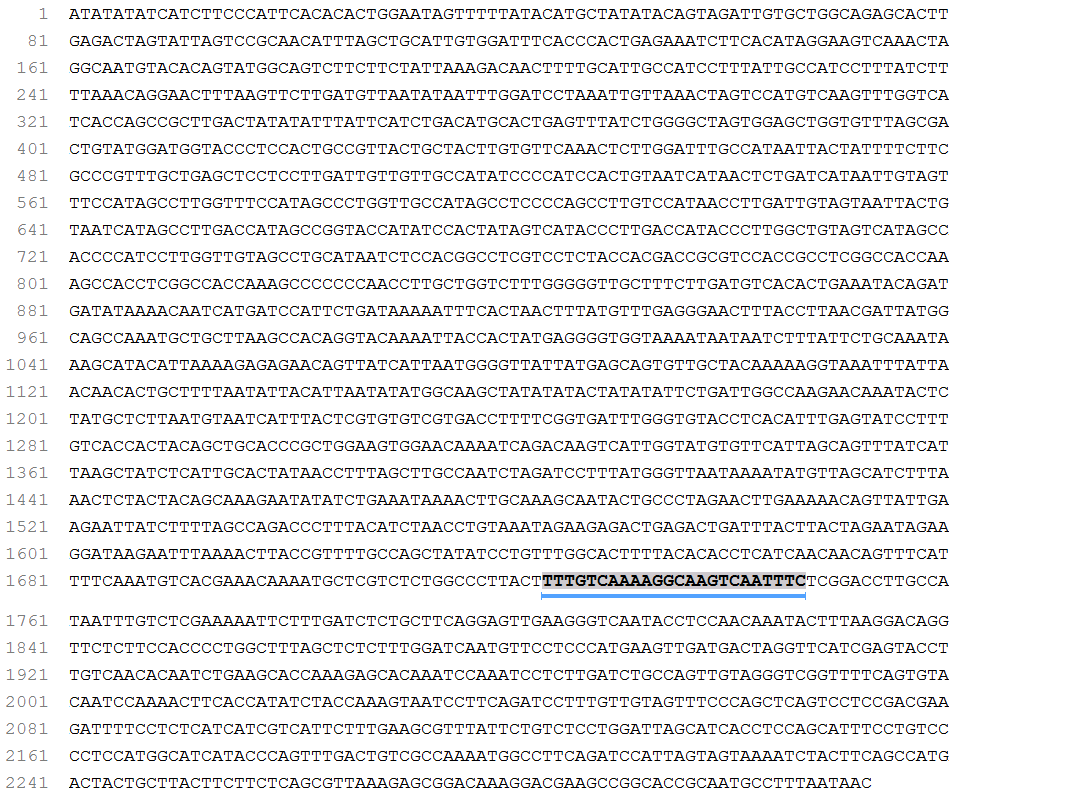 1 ATATATATCATCTTCCCATTCACACACTGGAATAGTTTTTATACATGCTATATACAGTAGATTGTGCTGGCAGAGCACTT
81 GAGACTAGTATTAGTCCGCAACATTTAGCTGCATTGTGGATTTCACCCACTGAGAAATCTTCACATAGGAAGTCAAACTA
161 GGCAATGTACACAGTATGGCAGTCTTCTTCTATTAAAGACAACTTTTGCATTGCCATCCTTTATTGCCATCCTTTATCTT
241 TTAAACAGGAACTTTAAGTTCTTGATGTTAATATAATTTGGATCCTAAATTGTTAAACTAGTCCATGTCAAGTTTGGTCA
321 TCACCAGCCGCTTGACTATATATTTATTCATCTGACATGCACTGAGTTTATCTGGGGCTAGTGGAGCTGGTGTTTAGCGA
401 CTGTATGGATGGTACCCTCCACTGCCGTTACTGCTACTTGTGTTCAAACTCTTGGATTTGCCATAATTACTATTTTCTTC
481 GCCCGTTTGCTGAGCTCCTCCTTGATTGTTGTTGCCATATCCCCATCCACTGTAATCATAACTCTGATCATAATTGTAGT
561 TTCCATAGCCTTGGTTTCCATAGCCCTGGTTGCCATAGCCTCCCCAGCCTTGTCCATAACCTTGATTGTAGTAATTACTG
641 TAATCATAGCCTTGACCATAGCCGGTACCATATCCACTATAGTCATACCCTTGACCATACCCTTGGCTGTAGTCATAGCC
721 ACCCCATCCTTGGTTGTAGCCTGCATAATCTCCACGGCCTCGTCCTCTACCACGACCGCGTCCACCGCCTCGGCCACCAA
801 AGCCACCTCGGCCACCAAAGCCCCCCCAACCTTGCTGGTCTTTGGGGGTTGCTTTCTTGATGTCACACTGAAATACAGAT
881 GATATAAAACAATCATGATCCATTCTGATAAAAATTTCACTAACTTTATGTTTGAGGGAACTTTACCTTAACGATTATGG
961 CAGCCAAATGCTGCTTAAGCCACAGGTACAAAATTACCACTATGAGGGGTGGTAAAATAATAATCTTTATTCTGCAAATA
1041 AAGCATACATTAAAAGAGAGAACAGTTATCATTAATGGGGTTATTATGAGCAGTGTTGCTACAAAAAGGTAAATTTATTA
1121 ACAACACTGCTTTTAATATTACATTAATATATGGCAAGCTATATATACTATATATTCTGATTGGCCAAGAACAAATACTC
1201 TATGCTCTTAATGTAATCATTTACTCGTGTGTCGTGACCTTTTCGGTGATTTGGGTGTACCTCACATTTGAGTATCCTTT
1281 GTCACCACTACAGCTGCACCCGCTGGAAGTGGAACAAAATCAGACAAGTCATTGGTATGTGTTCATTAGCAGTTTATCAT
1361 TAAGCTATCTCATTGCACTATAACCTTTAGCTTGCCAATCTAGATCCTTTATGGGTTAATAAAATATGTTAGCATCTTTA
1441 AACTCTACTACAGCAAAGAATATATCTGAAATAAAACTTGCAAAGCAATACTGCCCTAGAACTTGAAAAACAGTTATTGA
1521 AGAATTATCTTTTAGCCAGACCCTTTACATCTAACCTGTAAATAGAAGAGACTGAGACTGATTTACTTACTAGAATAGAA
1601 GGATAAGAATTTAAAACTTACCGTTTTGCCAGCTATATCCTGTTTGGCACTTTTACACACCTCATCAACAACAGTTTCAT
1681 TTTCAAATGTCACGAAACAAAATGCTCGTCTCTGGCCCTTACTTTTGTCAAAAGGCAAGTCAATTTCTCGGACCTTGCCA
1761 TAATTTGTCTCGAAAAATTCTTTGATCTCTGCTTCAGGAGTTGAAGGGTCAATACCTCCAACAAATACTTTAAGGACAGG
1841 TTCTCTTCCACCCCTGGCTTTAGCTCTCTTTGGATCAATGTTCCTCCCATGAAGTTGATGACTAGGTTCATCGAGTACCT
1921 TGTCAACACAATCTGAAGCACCAAAGAGCACAAATCCAAATCCTCTTGATCTGCCAGTTGTAGGGTCGGTTTTCAGTGTA
2001 CAATCCAAAACTTCACCATATCTACCAAAGTAATCCTTCAGATCCTTTGTTGTAGTTTCCCAGCTCAGTCCTCCGACGAA
2081 GATTTTCCTCTCATCATCGTCATTCTTTGAAGCGTTTATTCTGTCTCCTGGATTAGCATCACCTCCAGCATTTCCTGTCC
2161 CCTCCATGGCATCATACCCAGTTTGACTGTCGCCAAAATGGCCTTCAGATCCATTAGTAGTAAAATCTACTTCAGCCATG
2241 ACTACTGCTTACTTCTTCTCAGCGTTAAAGAGCGGACAAAGGACGAAGCCGGCACCGCAATGCCTTTAATAAC